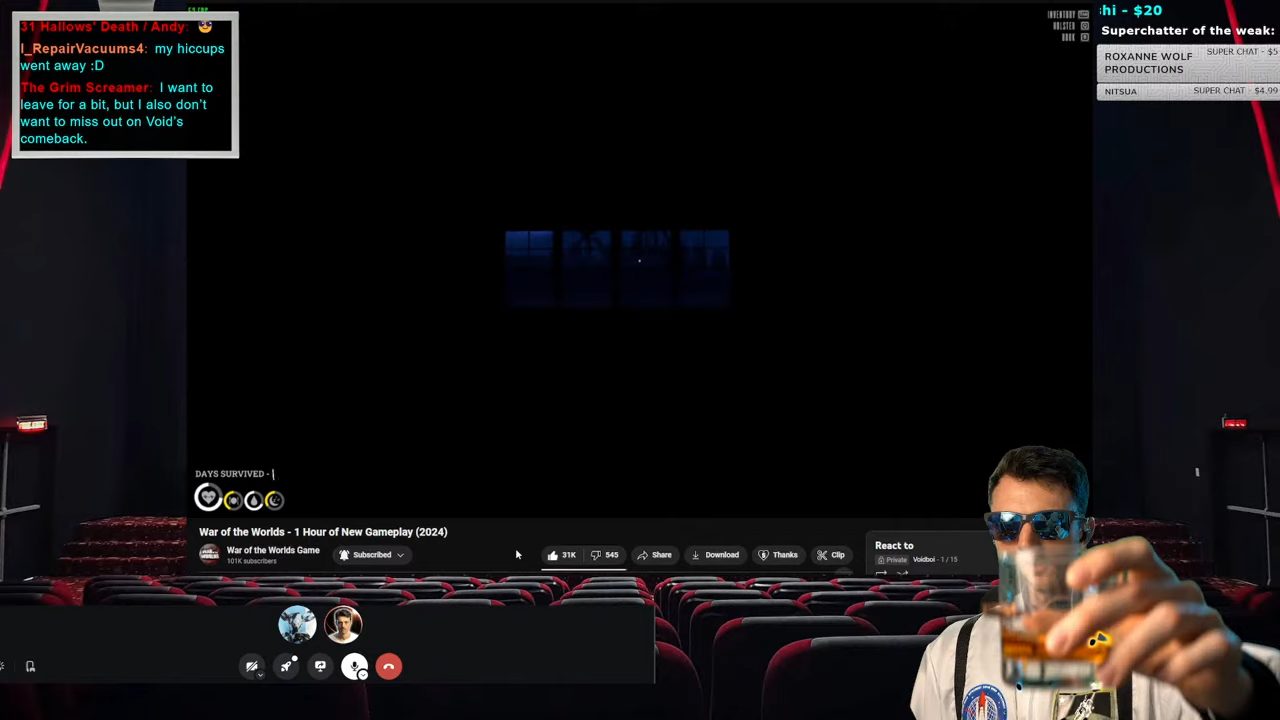 31 Hallows' Death / Andy:
I_RepairVacuums4: my hiccups
went away :D
The Grim Screamer: I want to
leave for a bit, but I also don't
want to miss out on Void's
comeback.
INVENTORY
HOLSTER
BOOK
hi - $20
Superchatter of the weak:
ROXANNE WOLF
PRODUCTIONS
SUPER CHAT - $5
NITSUA
SUPER CHAT - $4.99
DAYS SURVIVED -
War of the Worlds - 1 Hour of New Gameplay (2024)
War of the Worlds Game
101K subscribers
Subscribed
31K
545
Share
Download
Thanks
Clip
React to
Private
Voidboi - 1 / 15